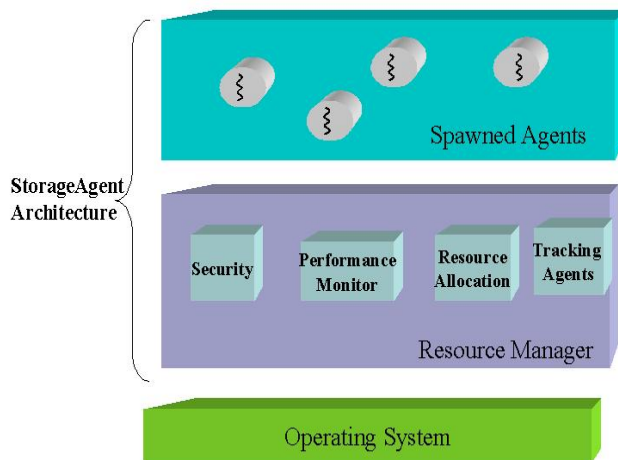 Spawned Agents
StorageAgent
Architecture
Security
Performance
Monitor
Resource
Allocation
Tracking
Agents
Resource Manager
Operating System